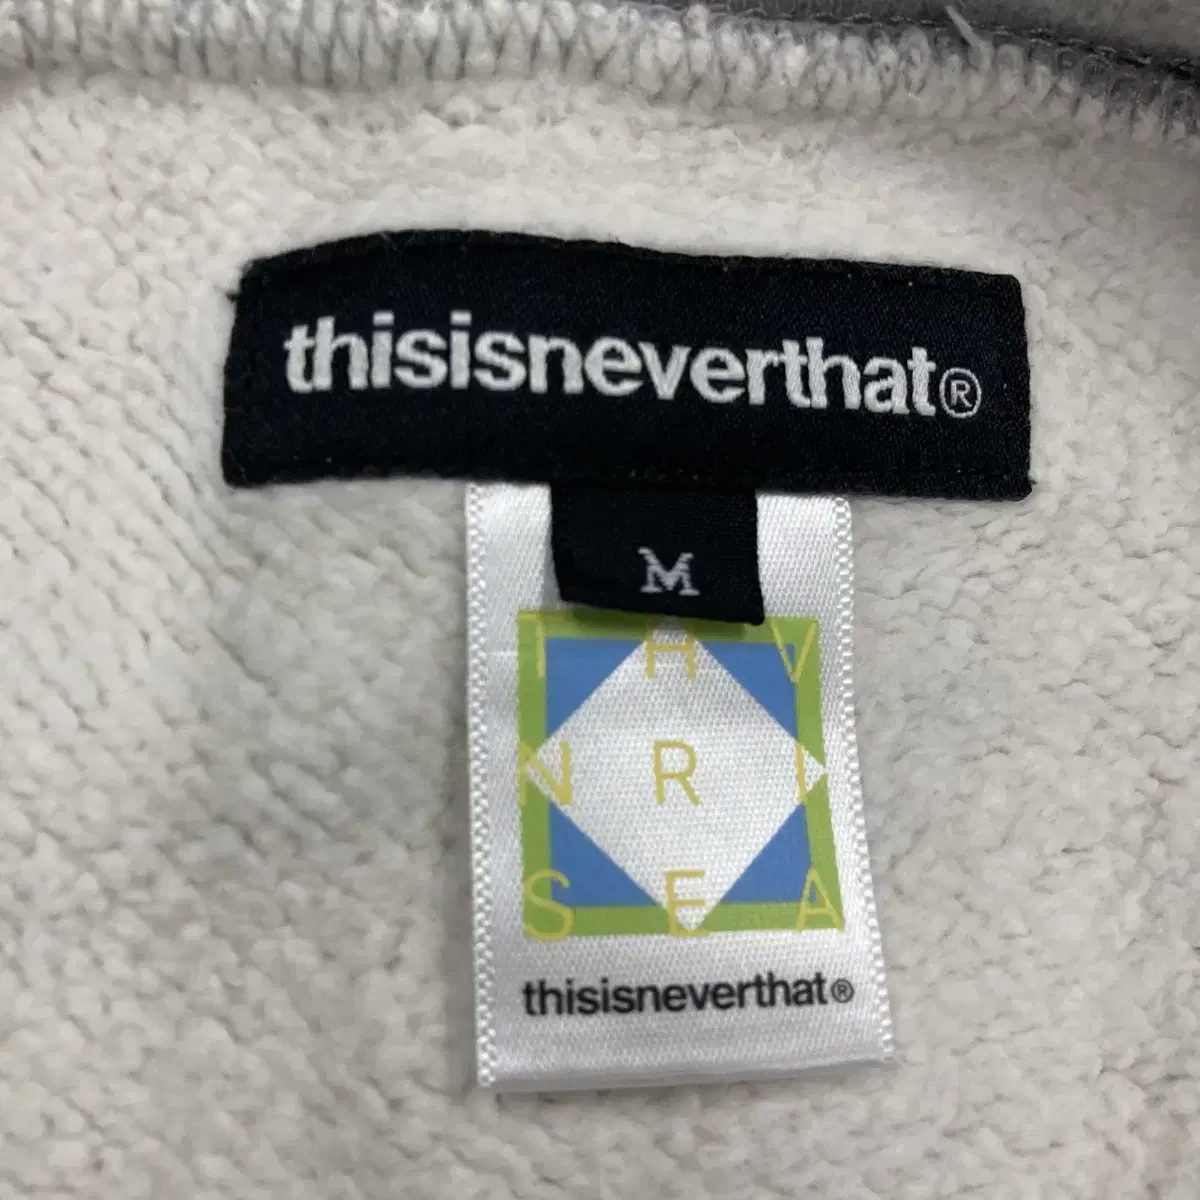 thisisneverthat®
M
T H V
N R I
S E A
thisisneverthat®